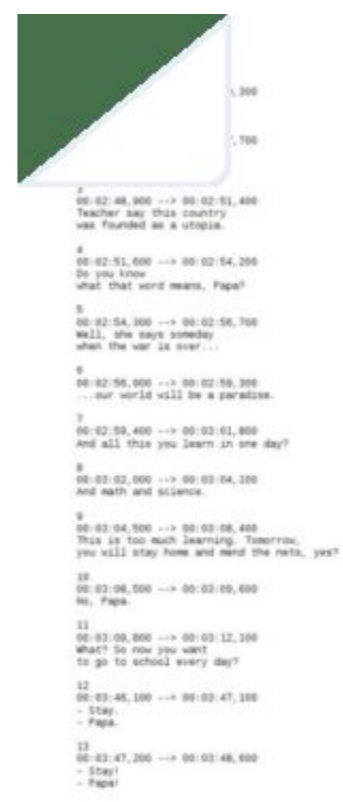 ,300
,700
3
00:02:48,900 --> 00:02:51,400
Teacher say this country
was founded as a utopia.
4
00:02:51,600 --> 00:02:54,200
Do you know
what that word means, Papa?
5
00:02:54,300 --> 00:02:56,700
Well, she says someday
when the war is over...
6
00:02:56,900 --> 00:02:59,300
...our world will be a paradise.
7
00:02:59,400 --> 00:03:01,800
And all this you learn in one day?
8
00:03:02,000 --> 00:03:04,100
And math and science.
9
00:03:04,500 --> 00:03:08,400
This is too much learning. Tomorrow,
you will stay home and mend the nets, yes?
10
00:03:08,500 --> 00:03:09,600
No, Papa.
11
00:03:09,800 --> 00:03:12,100
What? So now you want
to go to school every day?
12
00:03:46,100 --> 00:03:47,100
- Stay.
- Papa.
13
00:03:47,200 --> 00:03:48,600
- Stay!
- Papa!